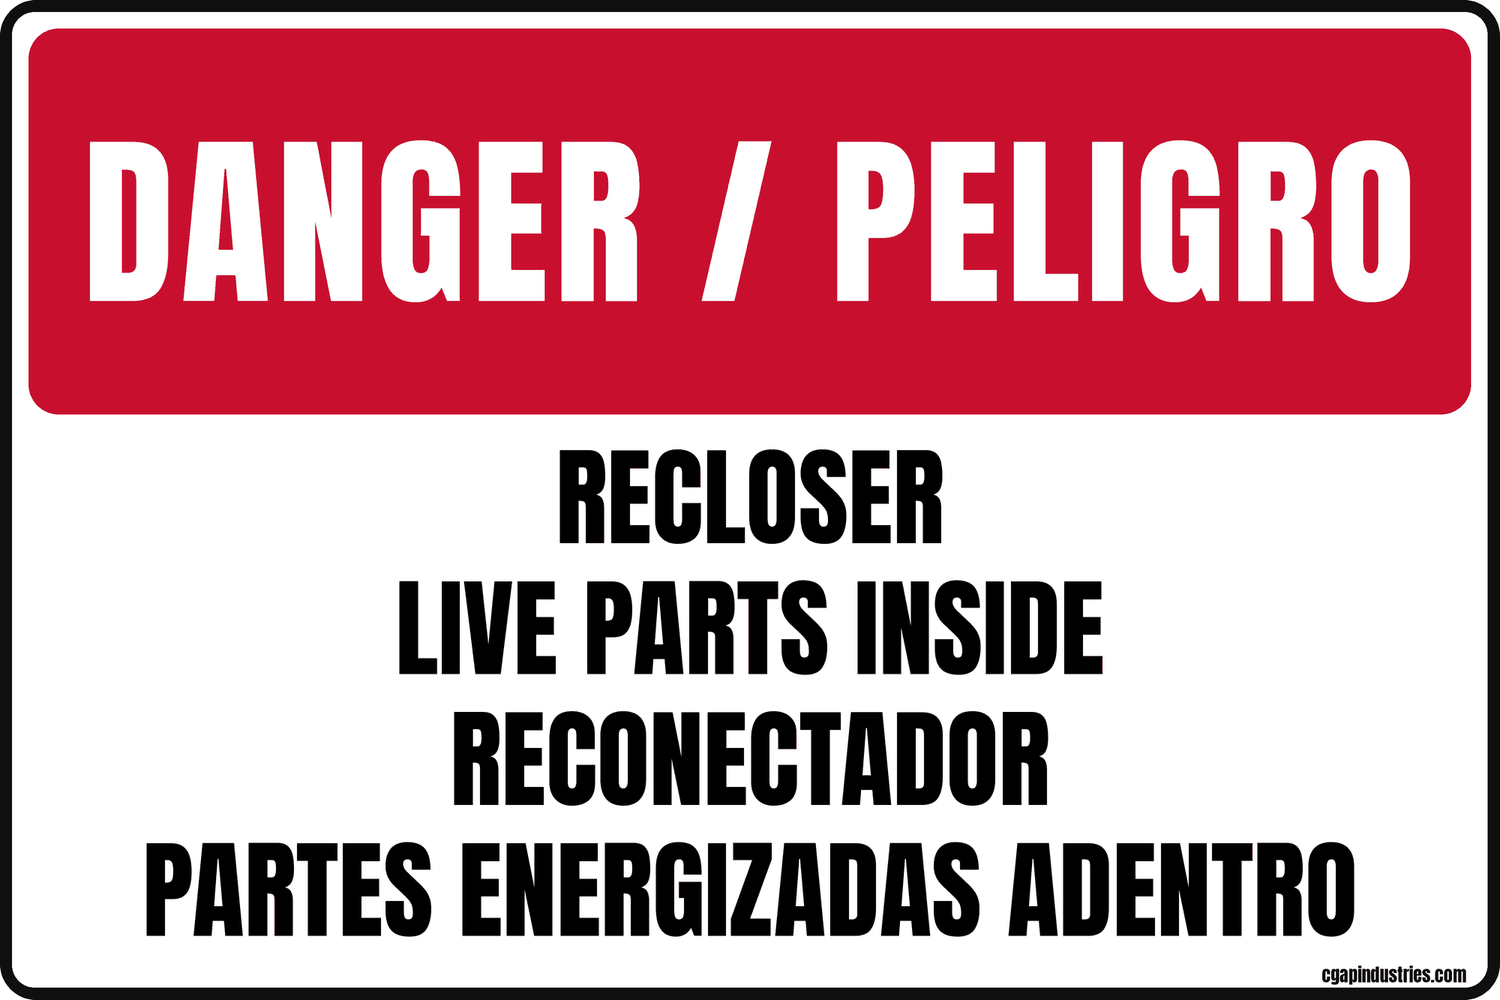 DANGER / PELIGRO
RECLOSER
LIVE PARTS INSIDE
RECONECTADOR
PARTES ENERGIZADAS ADENTRO
cgapindustries.com